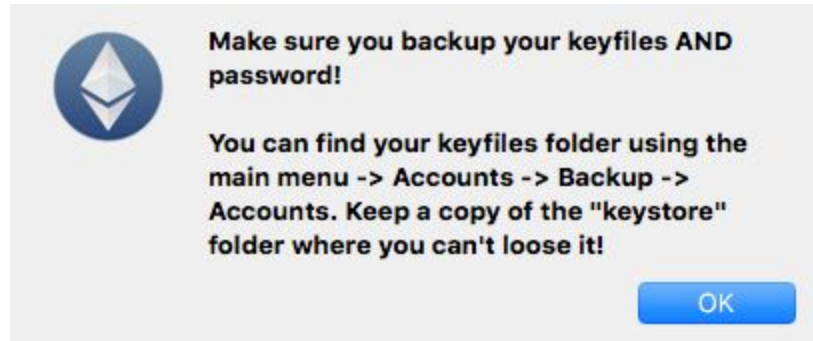 Make sure you backup your keyfiles AND
password!
You can find your keyfiles folder using the
main menu -> Accounts -> Backup ->
Accounts. Keep a copy of the "keystore"
folder where you can't loose it!
OK